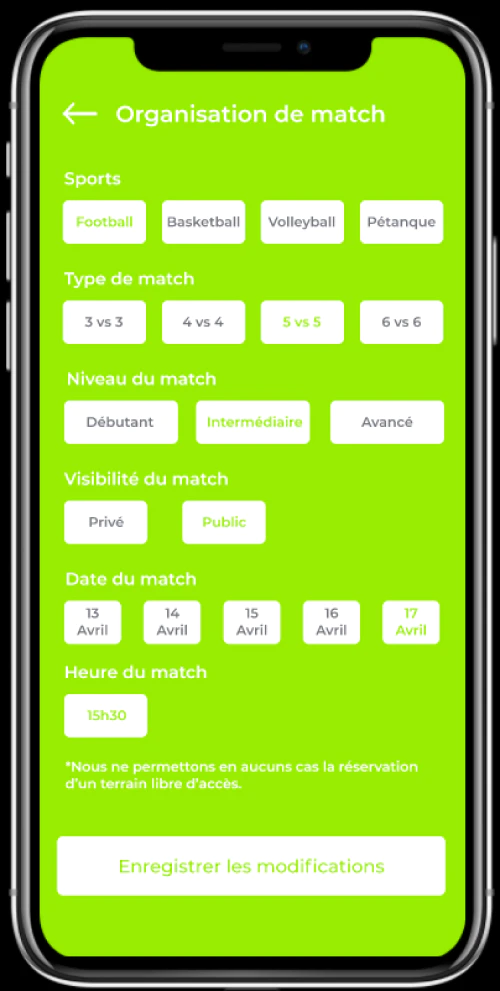 Organisation de match
Sports
Football Basketball Volleyball Pétanque
Type de match
3 vs 3 4 vs 4 5 vs 5 6 vs 6
Niveau du match
Débutant Intermédiaire Avancé
Visibilité du match
Privé Public
Date du match
13 14 15 16 17
Avril Avril Avril Avril Avril
Heure du match
15h30
*Nous ne permettons en aucuns cas la réservation
d'un terrain libre d'accès.
Enregistrer les modifications